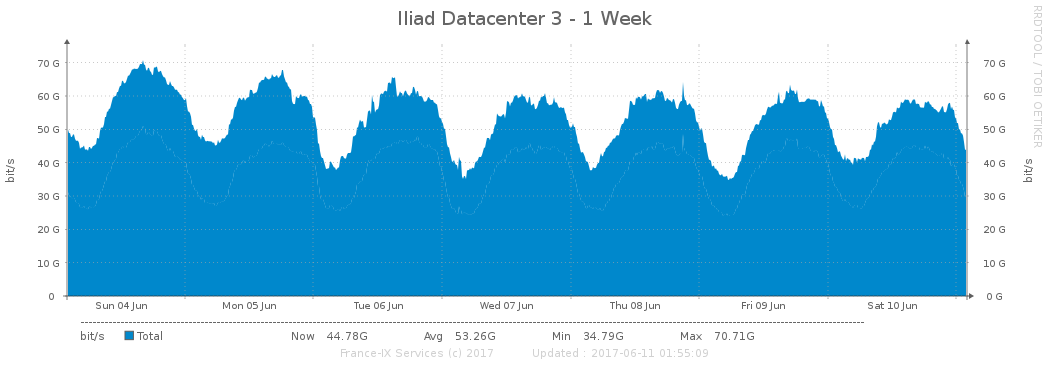 Iliad Datacenter 3 - 1 Week
RRDTOOL / TOBI OETIKER
bit/s
70 G 70 G
60 G 60 G
50 G 50 G
40 G 40 G
30 G 30 G
20 G 20 G
10 G 10 G
0 0 G
bit/s
Sun 04 Jun Mon 05 Jun Tue 06 Jun Wed 07 Jun Thu 08 Jun Fri 09 Jun Sat 10 Jun
bit/s Total Now 44.78G Avg 53.26G Min 34.79G Max 70.71G
France-IX Services (c) 2017 Updated : 2017-06-11 01:55:09